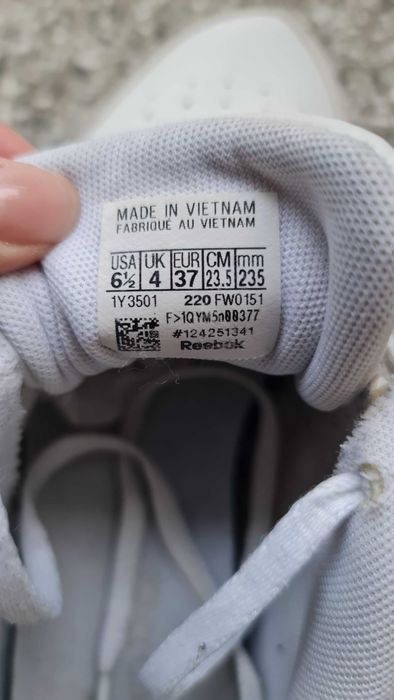 MADE IN VIETNAM
FABRIQUÉ AU VIETNAM
USA UK EUR CM mm
6½ 4 37 23.5 235
1Y3501 220 FW0151
F>1QYM5n00377
#124251341
Reebok